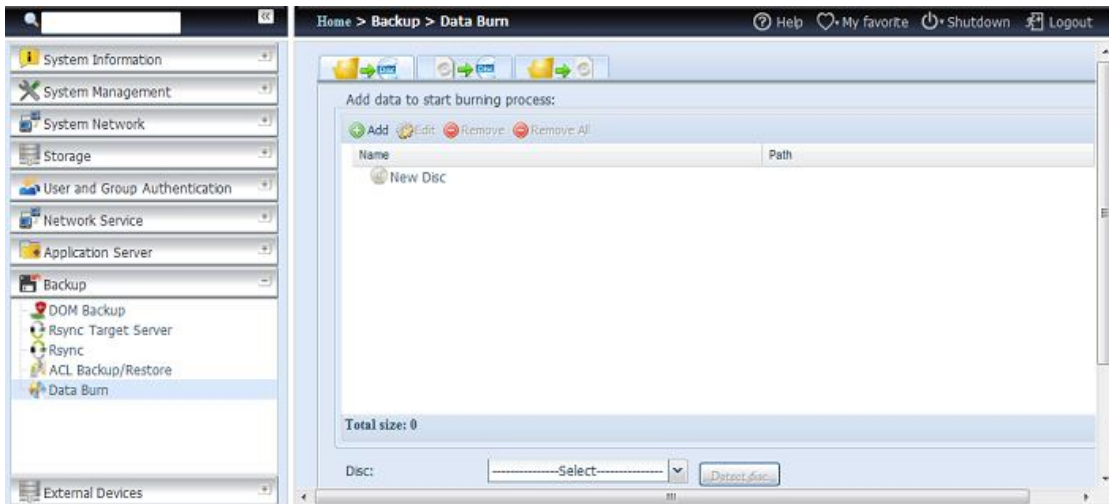 Home > Backup > Data Burn
Help
My favorite
Shutdown
Logout
System Information
System Management
System Network
Storage
User and Group Authentication
Network Service
Application Server
Backup
DOM Backup
Rsync Target Server
Rsync
ACL Backup/Restore
Data Burn
External Devices
Add data to start burning process:
Add Edit Remove Remove All
Name Path
New Disc
Total size: 0
Disc: ---------------Select--------------- Detect disc